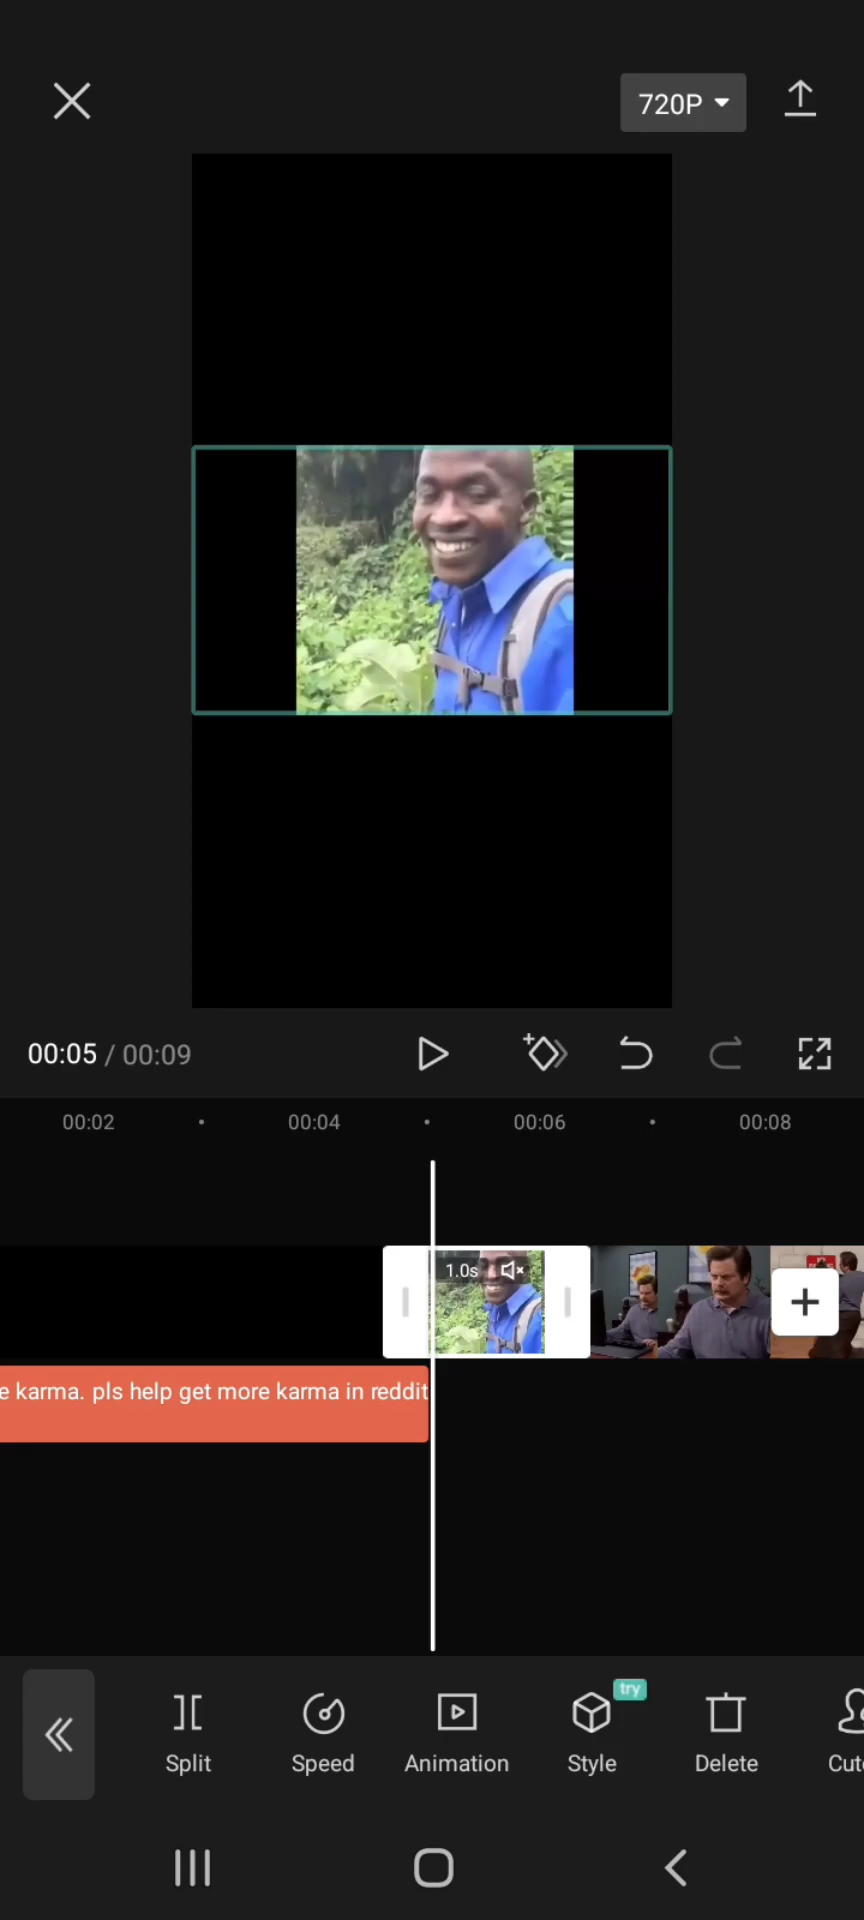 720P
00:05 / 00:09
00:02
00:04
00:06
00:08
1.0s
e karma. pls help get more karma in reddit
try
Split
Speed
Animation
Style
Delete
Cut